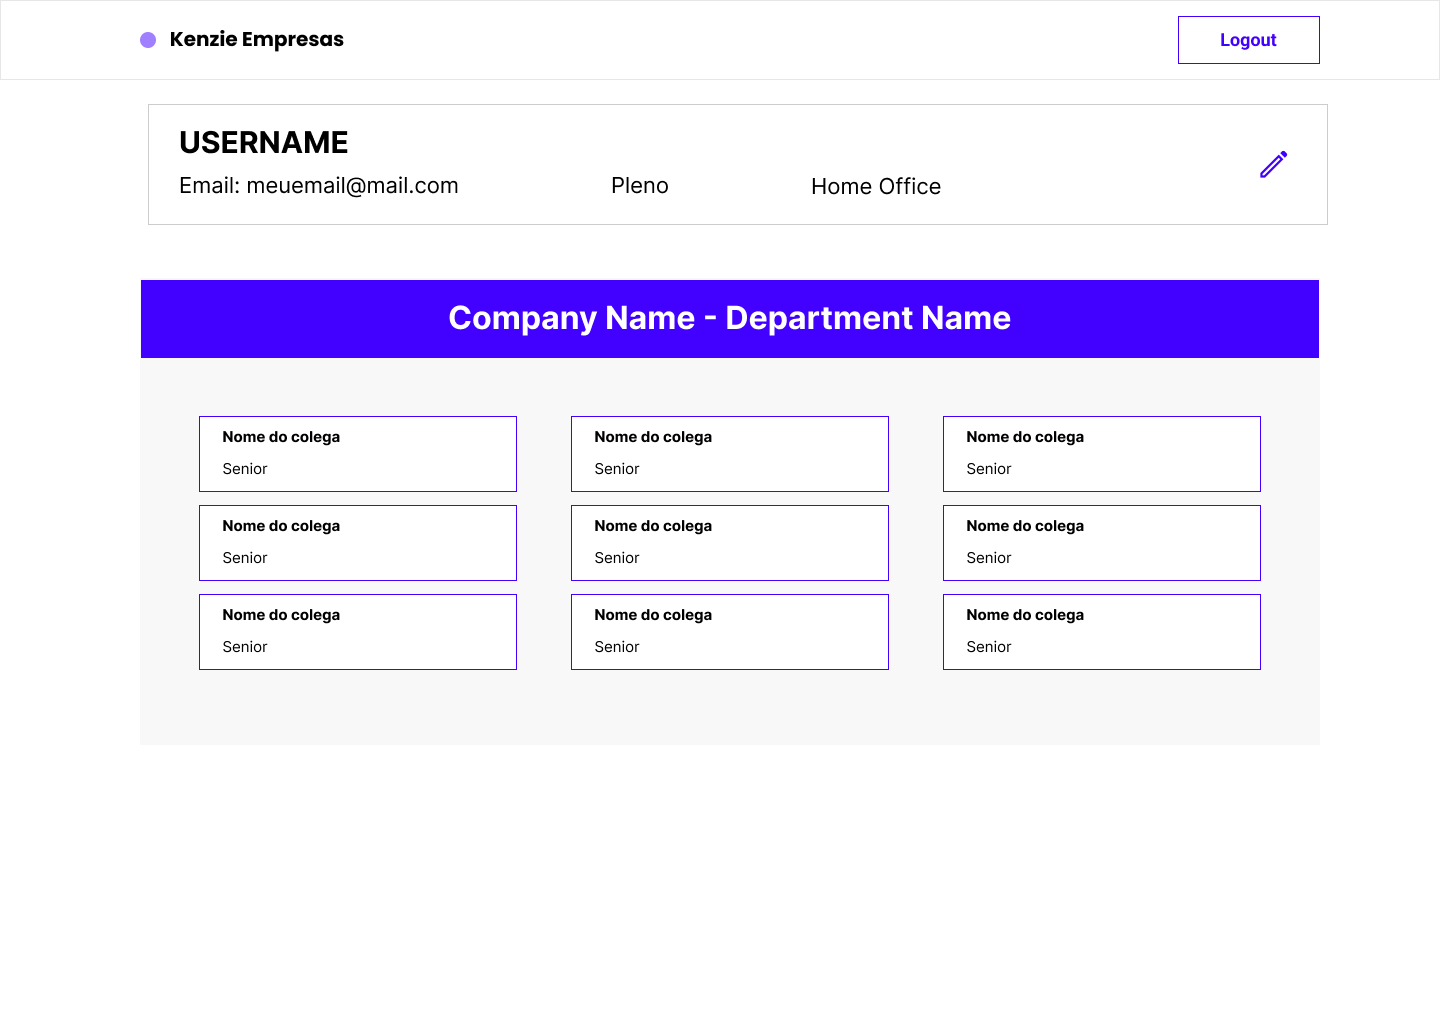 Kenzie Empresas
Logout
USERNAME
Email: meuemail@mail.com Pleno Home Office
Company Name - Department Name
Nome do colega Nome do colega Nome do colega
Senior Senior Senior
Nome do colega Nome do colega Nome do colega
Senior Senior Senior
Nome do colega Nome do colega Nome do colega
Senior Senior Senior